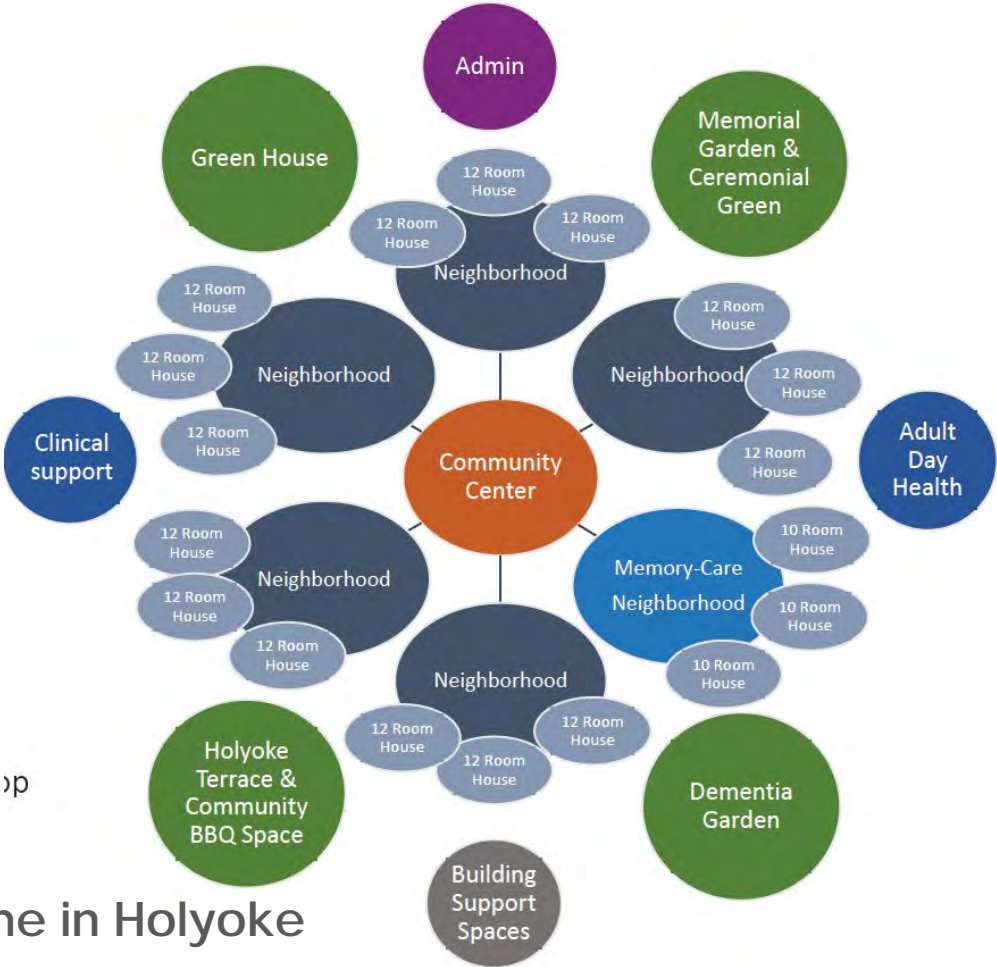 Admin
Green House
Memorial
Garden &
Ceremonial
Green
12 Room
House
12 Room
House
12 Room
House
Neighborhood
12 Room
House
12 Room
House
12 Room
House
Neighborhood
12 Room
House
12 Room
House
12 Room
House
Neighborhood
Clinical
support
Community
Center
Adult
Day
Health
12 Room
House
12 Room
House
12 Room
House
Neighborhood
10 Room
House
10 Room
House
10 Room
House
Memory-Care
Neighborhood
Neighborhood
12 Room
House
12 Room
House
12 Room
House
Holyoke
Terrace &
Community
BBQ Space
Dementia
Garden
Building
Support
Spaces
op
ne in Holyoke